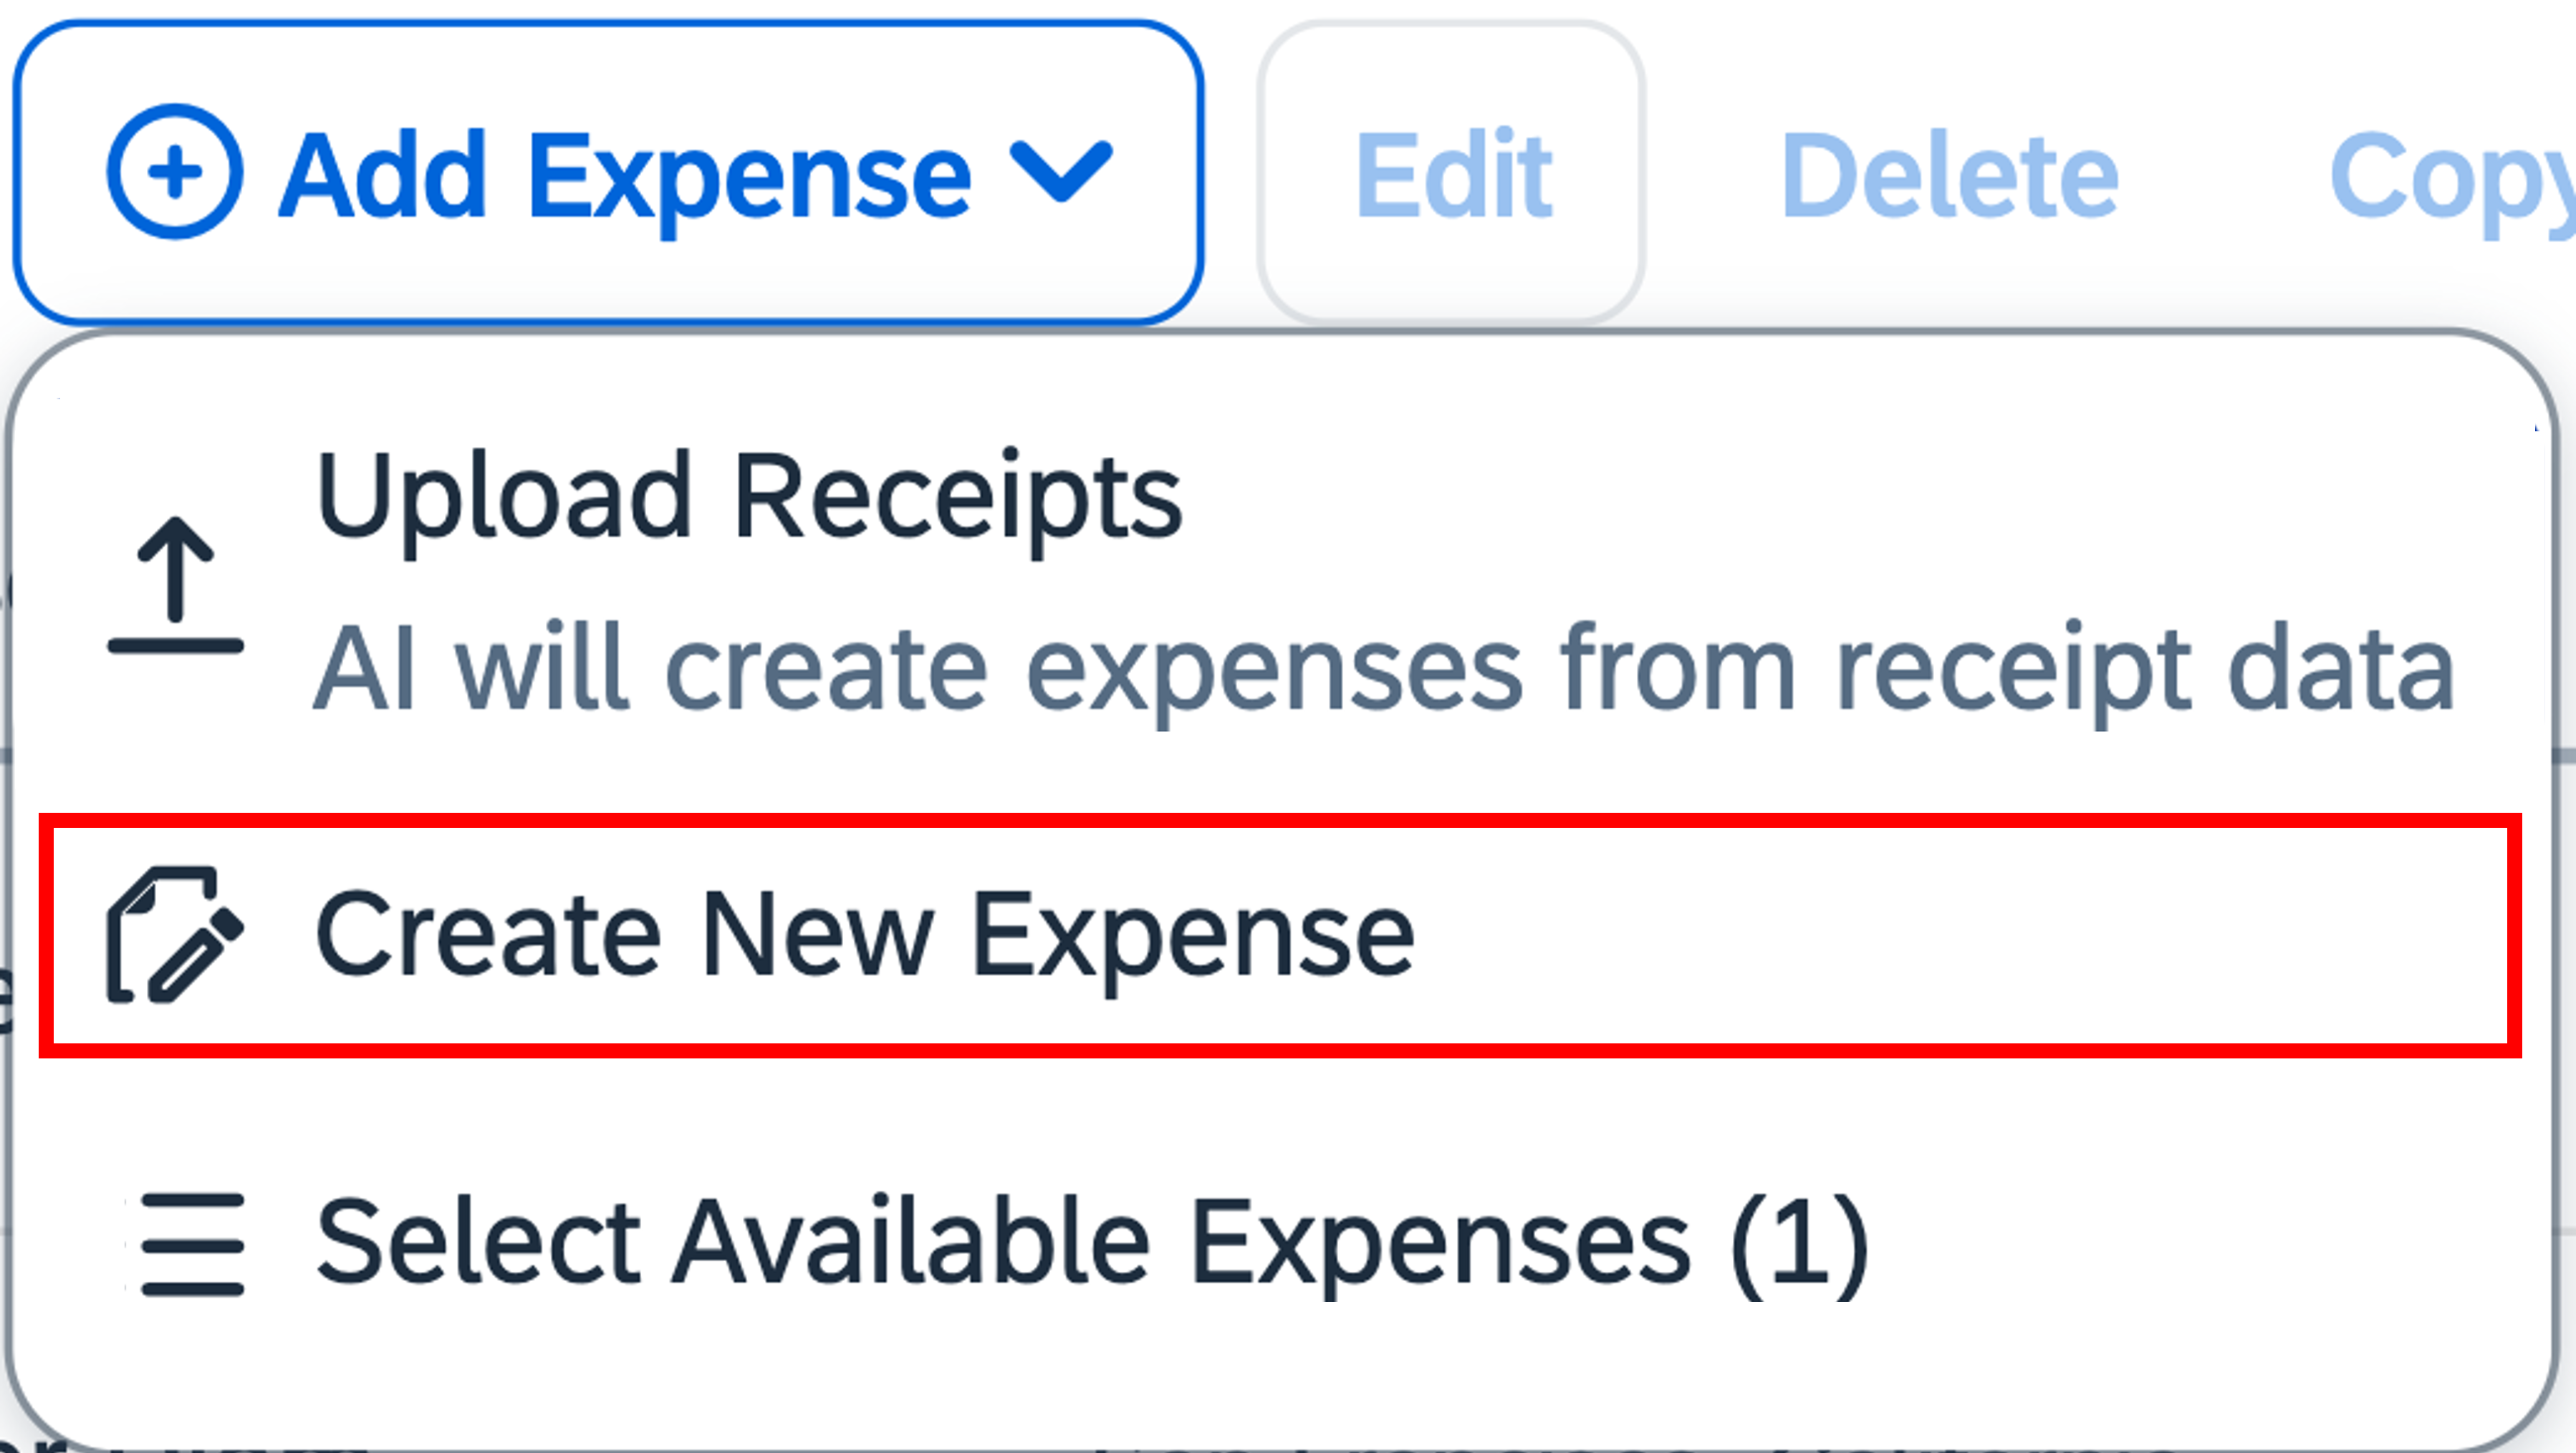 Add Expense
Edit
Delete
Copy
Upload Receipts
AI will create expenses from receipt data
Create New Expense
Select Available Expenses (1)